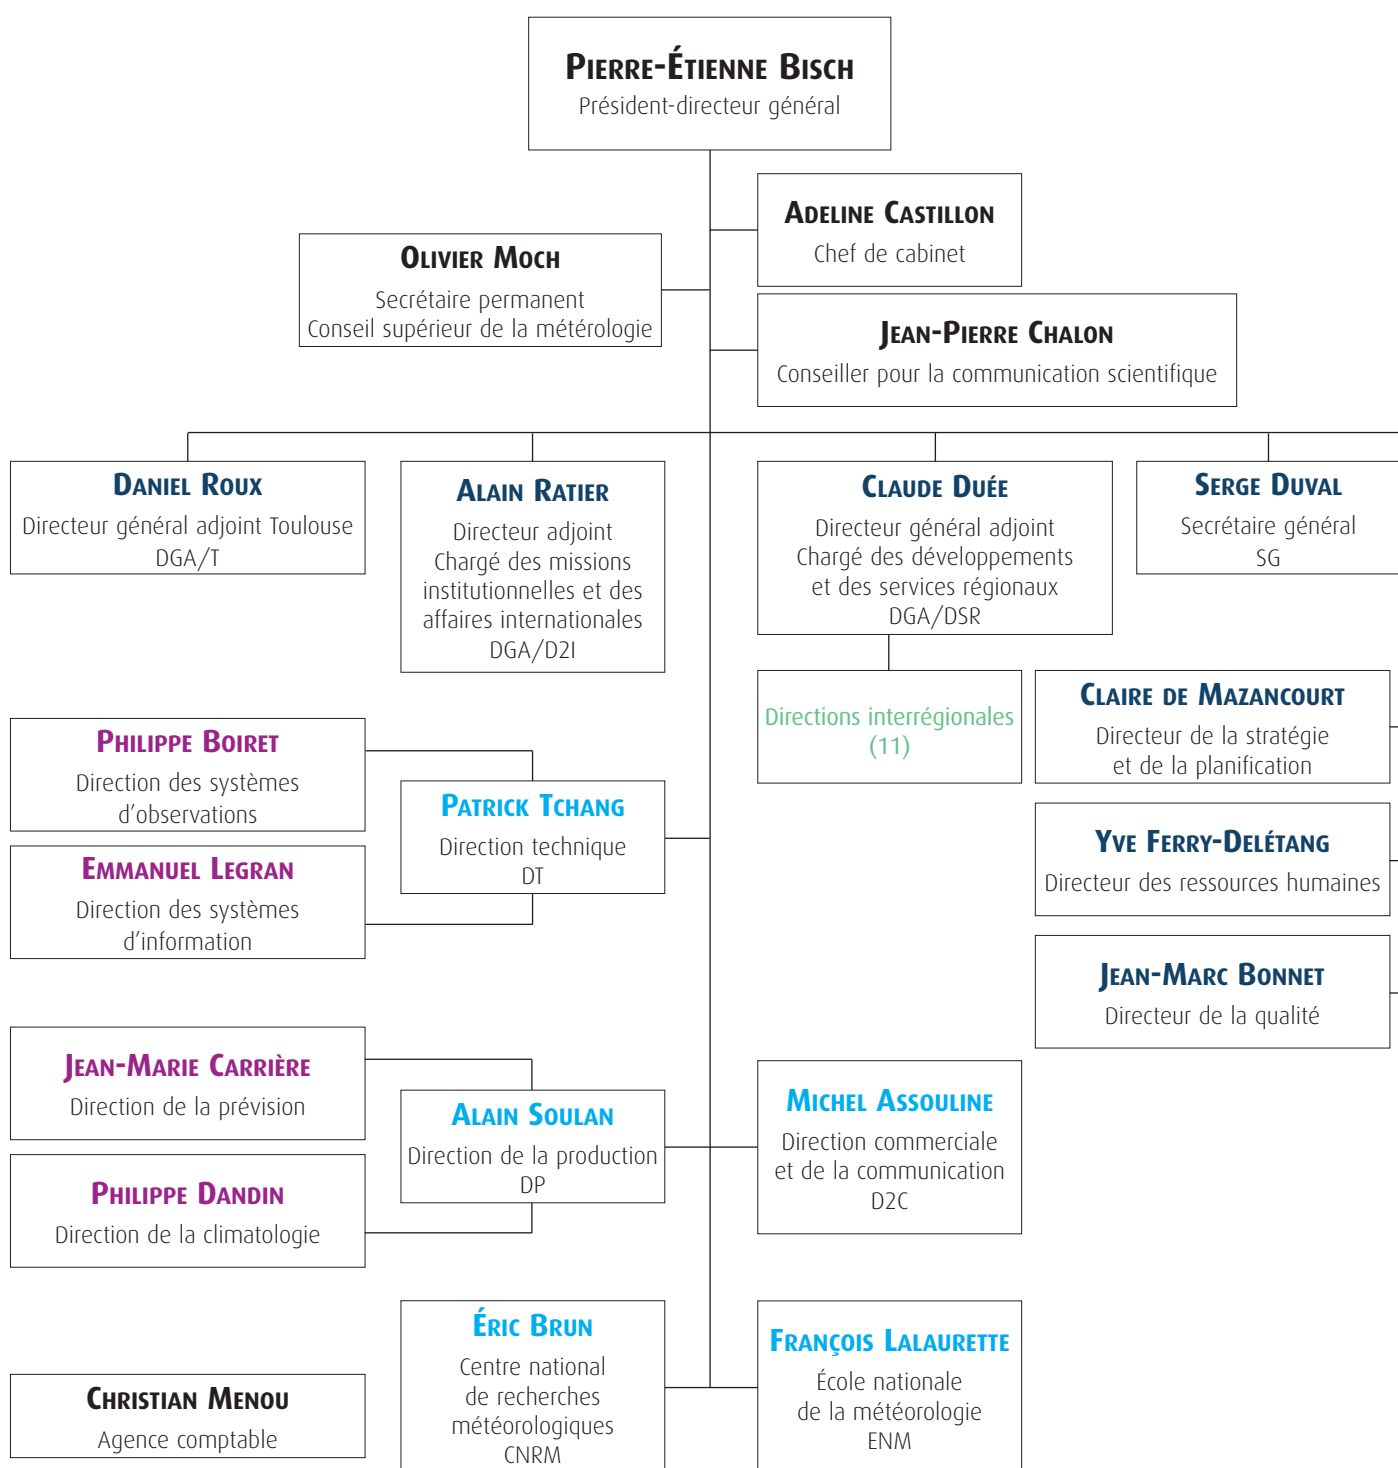 Pierre-Étienne Bisch
Président-directeur général
Adeline Castillon
Chef de cabinet
Olivier Moch
Secrétaire permanent
Conseil supérieur de la métérologie
Jean-Pierre Chalon
Conseiller pour la communication scientifique
Daniel Roux
Directeur général adjoint Toulouse
DGA/T
Alain Ratier
Directeur adjoint
Chargé des missions
institutionnelles et des
affaires internationales
DGA/D2I
Claude Duée
Directeur général adjoint
Chargé des développements
et des services régionaux
DGA/DSR
Serge Duval
Secrétaire général
SG
Directions interrégionales
(11)
Claire de Mazancourt
Directeur de la stratégie
et de la planification
Philippe Boiret
Direction des systèmes
d'observations
Patrick Tchang
Direction technique
DT
Yve Ferry-Delétang
Directeur des ressources humaines
Emmanuel Legran
Direction des systèmes
d'information
Jean-Marc Bonnet
Directeur de la qualité
Jean-Marie Carrière
Direction de la prévision
Alain Soulan
Direction de la production
DP
Michel Assouline
Direction commerciale
et de la communication
D2C
Philippe Dandin
Direction de la climatologie
Éric Brun
Centre national
de recherches
météorologiques
CNRM
François Lalaurette
École nationale
de la météorologie
ENM
Christian Menou
Agence comptable